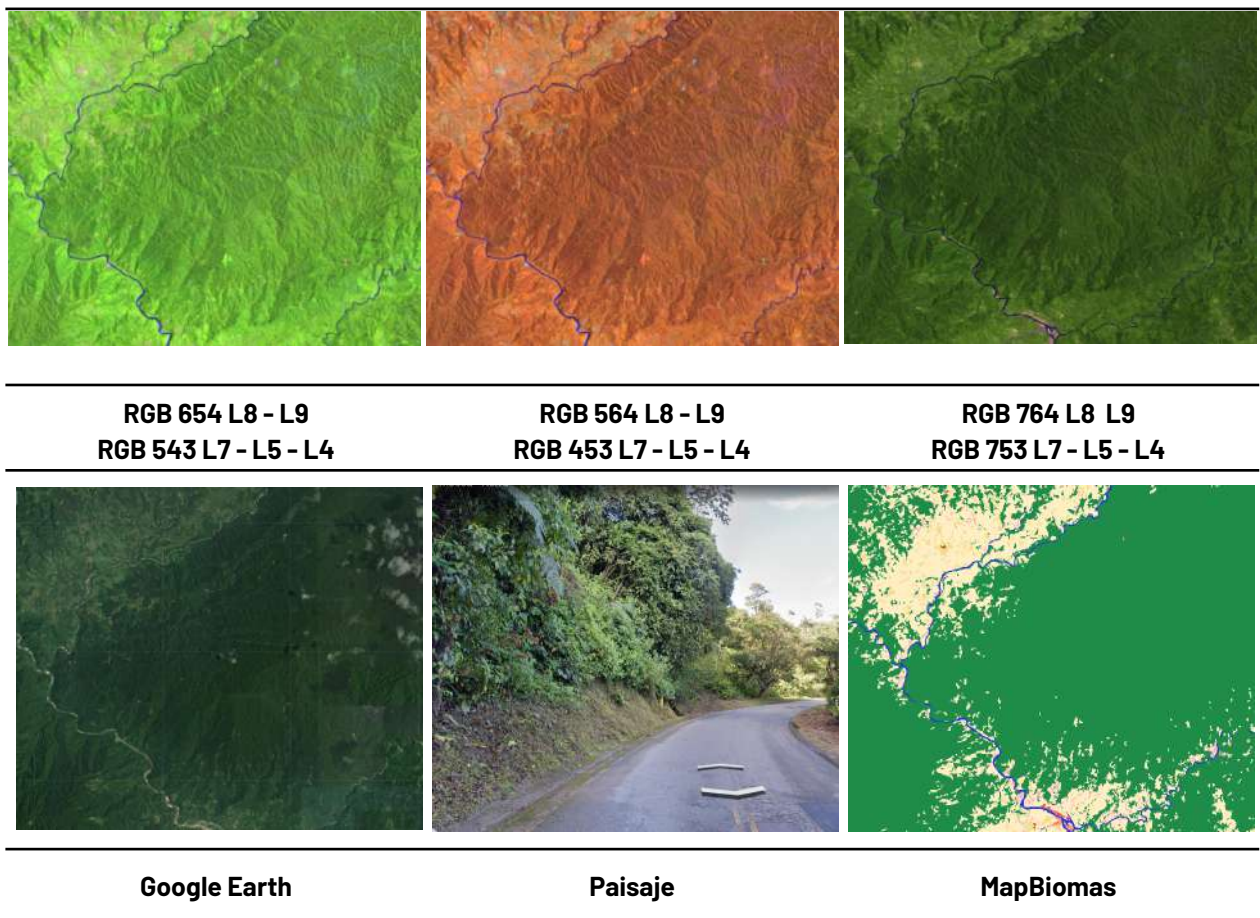 RGB 654 L8 - L9
RGB 543 L7 - L5 - L4
RGB 564 L8 - L9
RGB 453 L7 - L5 - L4
RGB 764 L8 L9
RGB 753 L7 - L5 - L4
Google Earth
Paisaje
MapBiomas